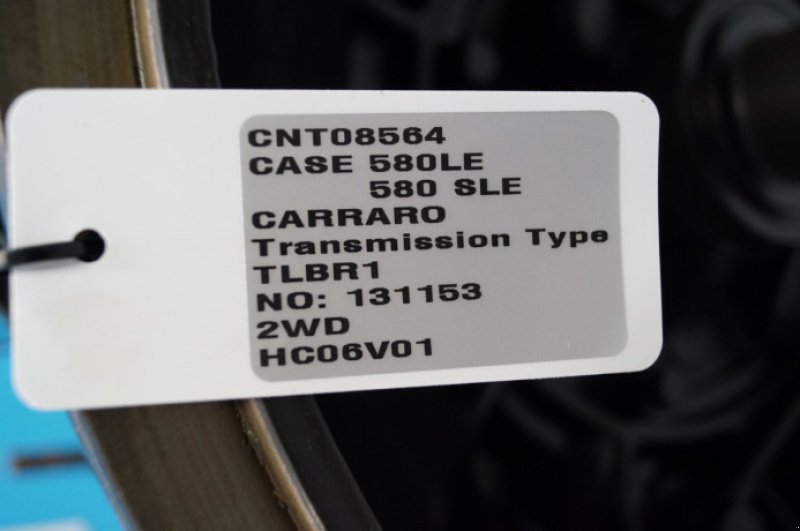 CNT08564
CASE 580LE
580 SLE
CARRARO
Transmission Type
TLBR1
NO: 131153
2WD
HC06V01